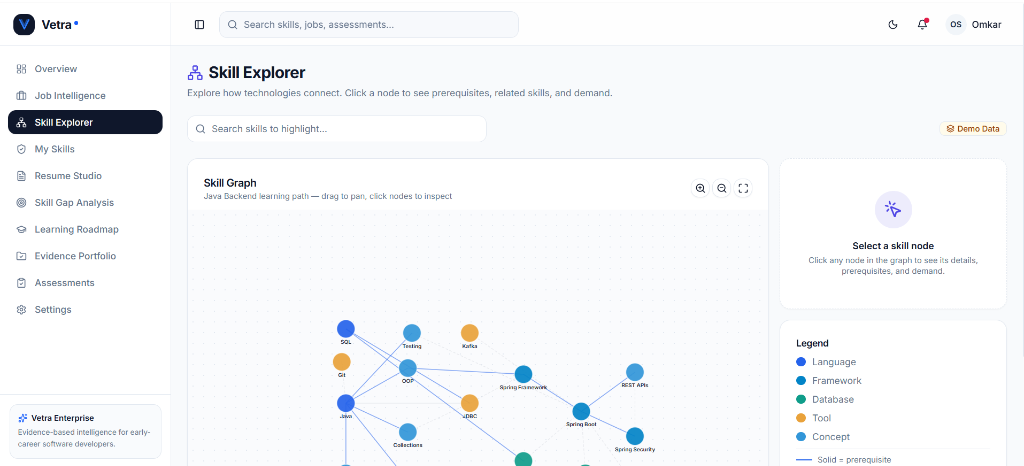 Vetra
Search skills, jobs, assessments...
OS
Omkar
Overview
Job Intelligence
Skill Explorer
My Skills
Resume Studio
Skill Gap Analysis
Learning Roadmap
Evidence Portfolio
Assessments
Settings
Vetra Enterprise
Evidence-based intelligence for early-
career software developers.
Skill Explorer
Explore how technologies connect. Click a node to see prerequisites, related skills, and demand.
Search skills to highlight...
Demo Data
Skill Graph
Java Backend learning path — drag to pan, click nodes to inspect
SQL
Testing
Kafka
Git
OOP
Spring Framework
REST APIs
Java
JDBC
Spring Boot
Collections
Spring Security
Select a skill node
Click any node in the graph to see its details,
prerequisites, and demand.
Legend
Language
Framework
Database
Tool
Concept
Solid = prerequisite